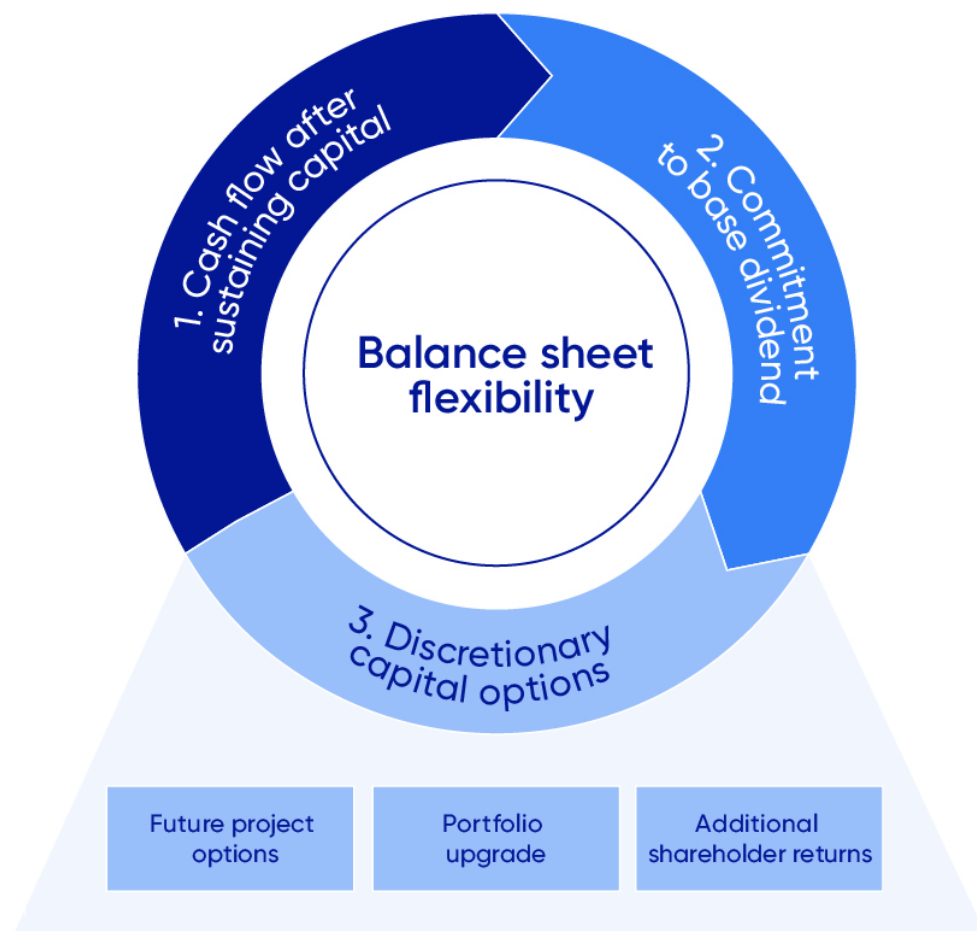 1. Cash flow after
sustaining capital
2. Commitment
to base dividend
Balance sheet
flexibility
3. Discretionary
capital options
Future project
options
Portfolio
upgrade
Additional
shareholder returns